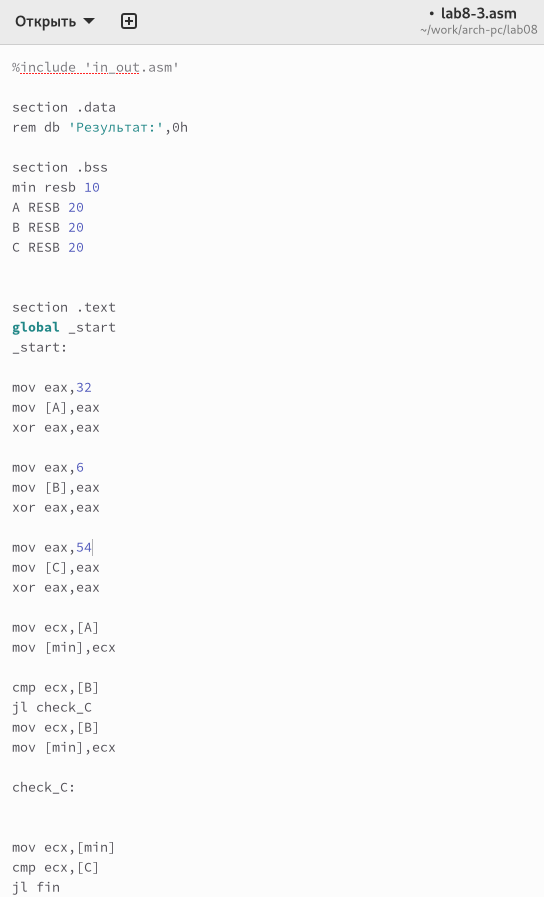 Открыть
• lab8-3.asm
~/work/arch-pc/lab08
%include 'in_out.asm'
section .data
rem db 'Результат:',0h
section .bss
min resb 10
A RESB 20
B RESB 20
C RESB 20
section .text
global _start
_start:
mov eax,32
mov [A],eax
xor eax,eax
mov eax,6
mov [B],eax
xor eax,eax
mov eax,54
mov [C],eax
xor eax,eax
mov ecx,[A]
mov [min],ecx
cmp ecx,[B]
jl check_C
mov ecx,[B]
mov [min],ecx
check_C:
mov ecx,[min]
cmp ecx,[C]
jl fin